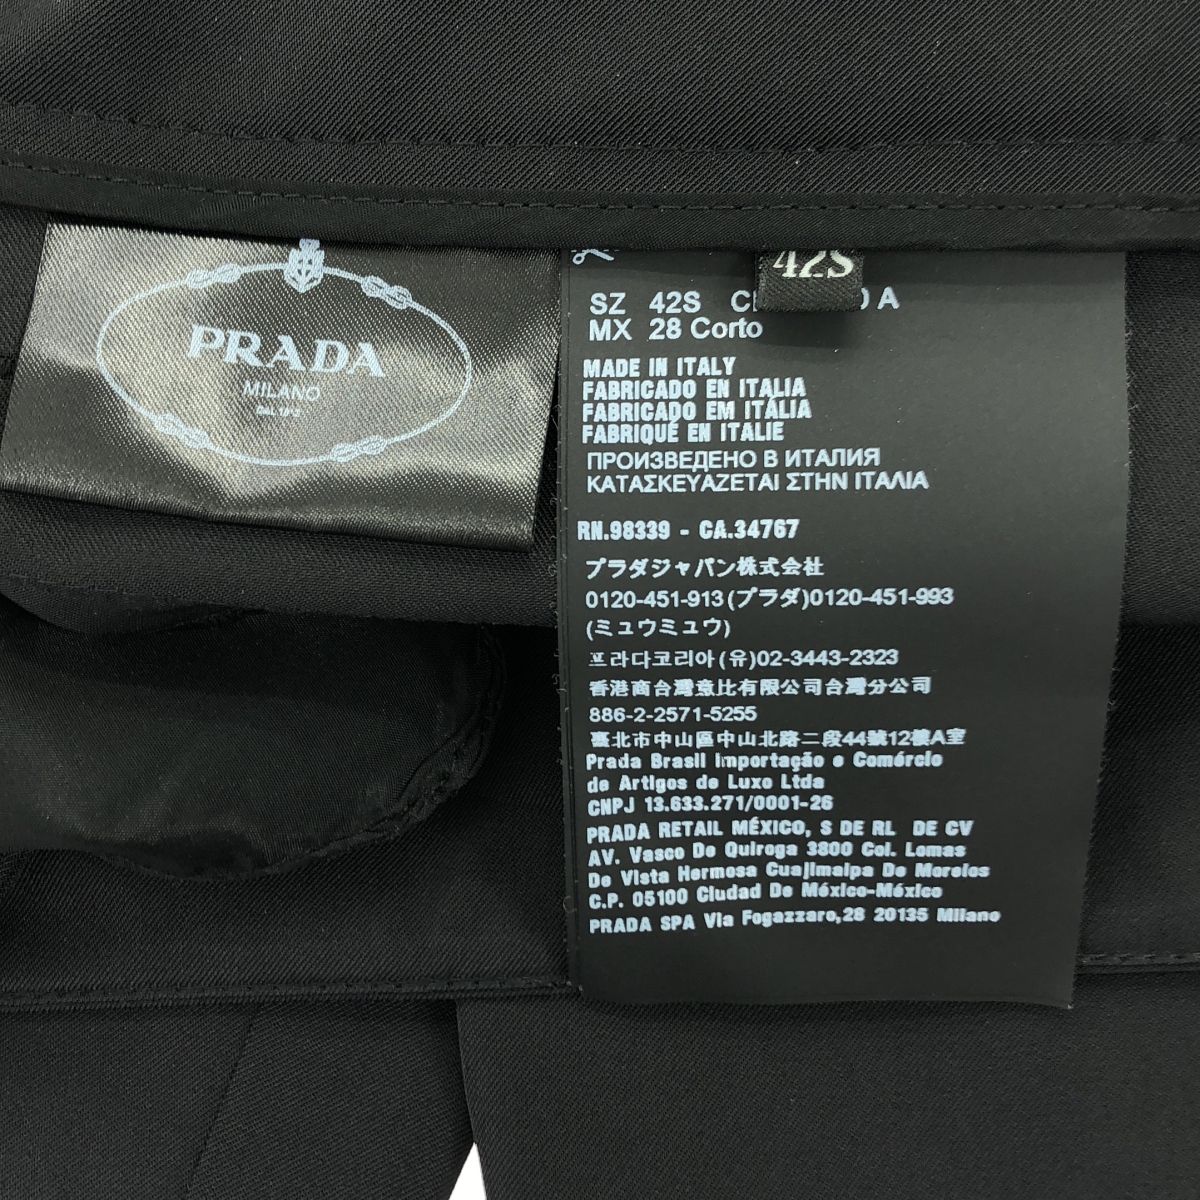 PRADA
MILANO
DAL 1913
42S
SZ 42S A
MX 28 Corto
MADE IN ITALY
FABRICADO EN ITALIA
FABRICADO EM ITÁLIA
FABRIQUÉ EN ITALIE
ПРОИЗВЕДЕНО В ИТАЛИЯ
ΚΑΤΑΣΚΕΥΑΖΕΤΑΙ ΣΤΗΝ ΙΤΑΛΙΑ
RN.98339 - CA.34767
プラダジャパン株式会社
0120-451-913(プラダ)0120-451-993
(ミュウミュウ)
프라다코리아(유)02-3443-2323
香港商台灣意比有限公司台灣分公司
886-2-2571-5255
臺北市中山區中山北路二段44號12樓A室
Prada Brasil Importação e Comércio
de Artigos de Luxo Ltda
CNPJ 13.633.271/0001-26
PRADA RETAIL MÉXICO, S DE RL DE CV
AV. Vasco De Quiroga 3800 Col. Lomas
De Vista Hermosa Cuajimalpa De Morelos
C.P. 05100 Ciudad De México-México
PRADA SPA Via Fogazzaro,28 20135 Milano